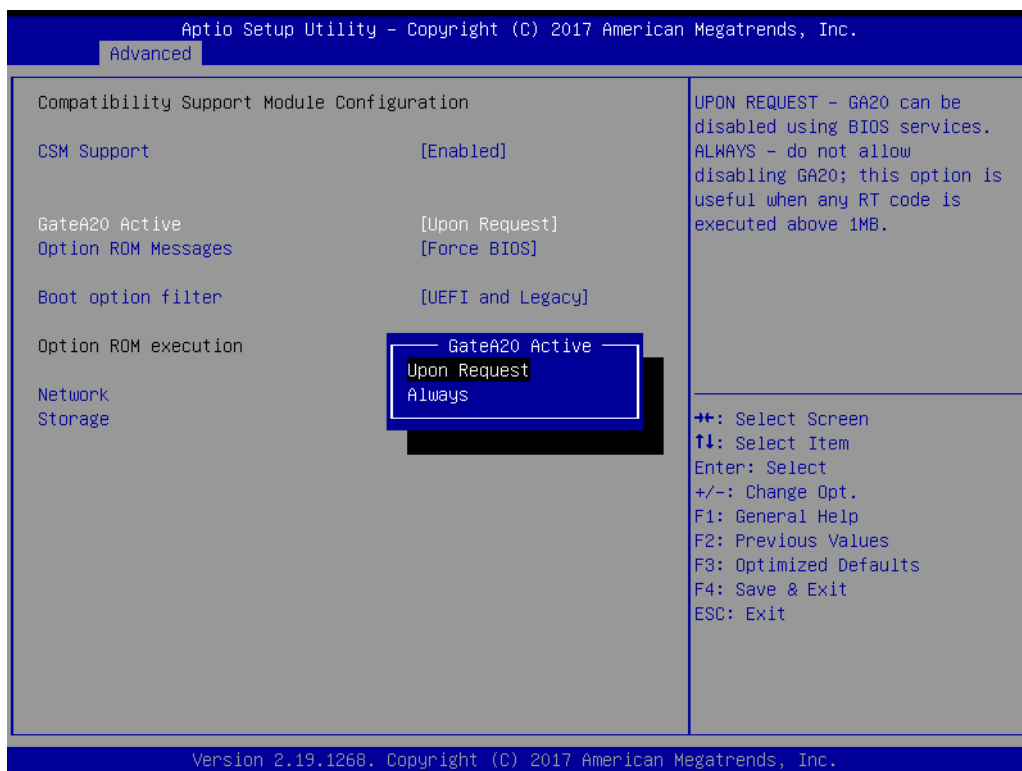 Aptio Setup Utility – Copyright (C) 2017 American Megatrends, Inc.
Advanced
Compatibility Support Module Configuration
CSM Support [Enabled]
GateA20 Active [Upon Request]
Option ROM Messages [Force BIOS]
Boot option filter [UEFI and Legacy]
Option ROM execution
Network
Storage
GateA20 Active
Upon Request
Always
UPON REQUEST – GA20 can be
disabled using BIOS services.
ALWAYS – do not allow
disabling GA20; this option is
useful when any RT code is
executed above 1MB.
→←: Select Screen
↑↓: Select Item
Enter: Select
+/-: Change Opt.
F1: General Help
F2: Previous Values
F3: Optimized Defaults
F4: Save & Exit
ESC: Exit
Version 2.19.1268. Copyright (C) 2017 American Megatrends, Inc.